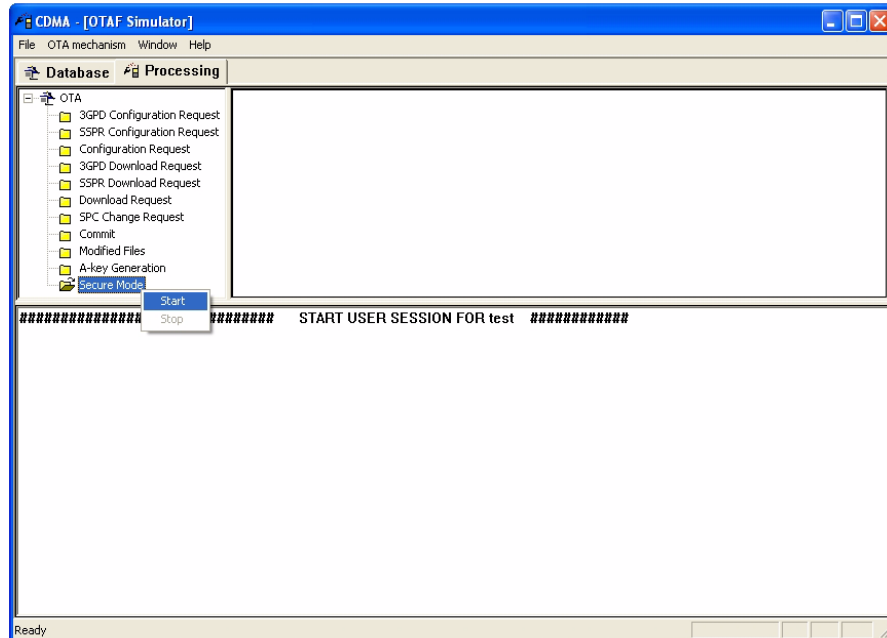 CDMA - [OTAF Simulator]
File OTA mechanism Window Help
Database Processing
OTA
3GPD Configuration Request
SSPR Configuration Request
Configuration Request
3GPD Download Request
SSPR Download Request
Download Request
SPC Change Request
Commit
Modified Files
A-key Generation
Secure Mode
Start
Stop
############### ####### START USER SESSION FOR test ############
Ready